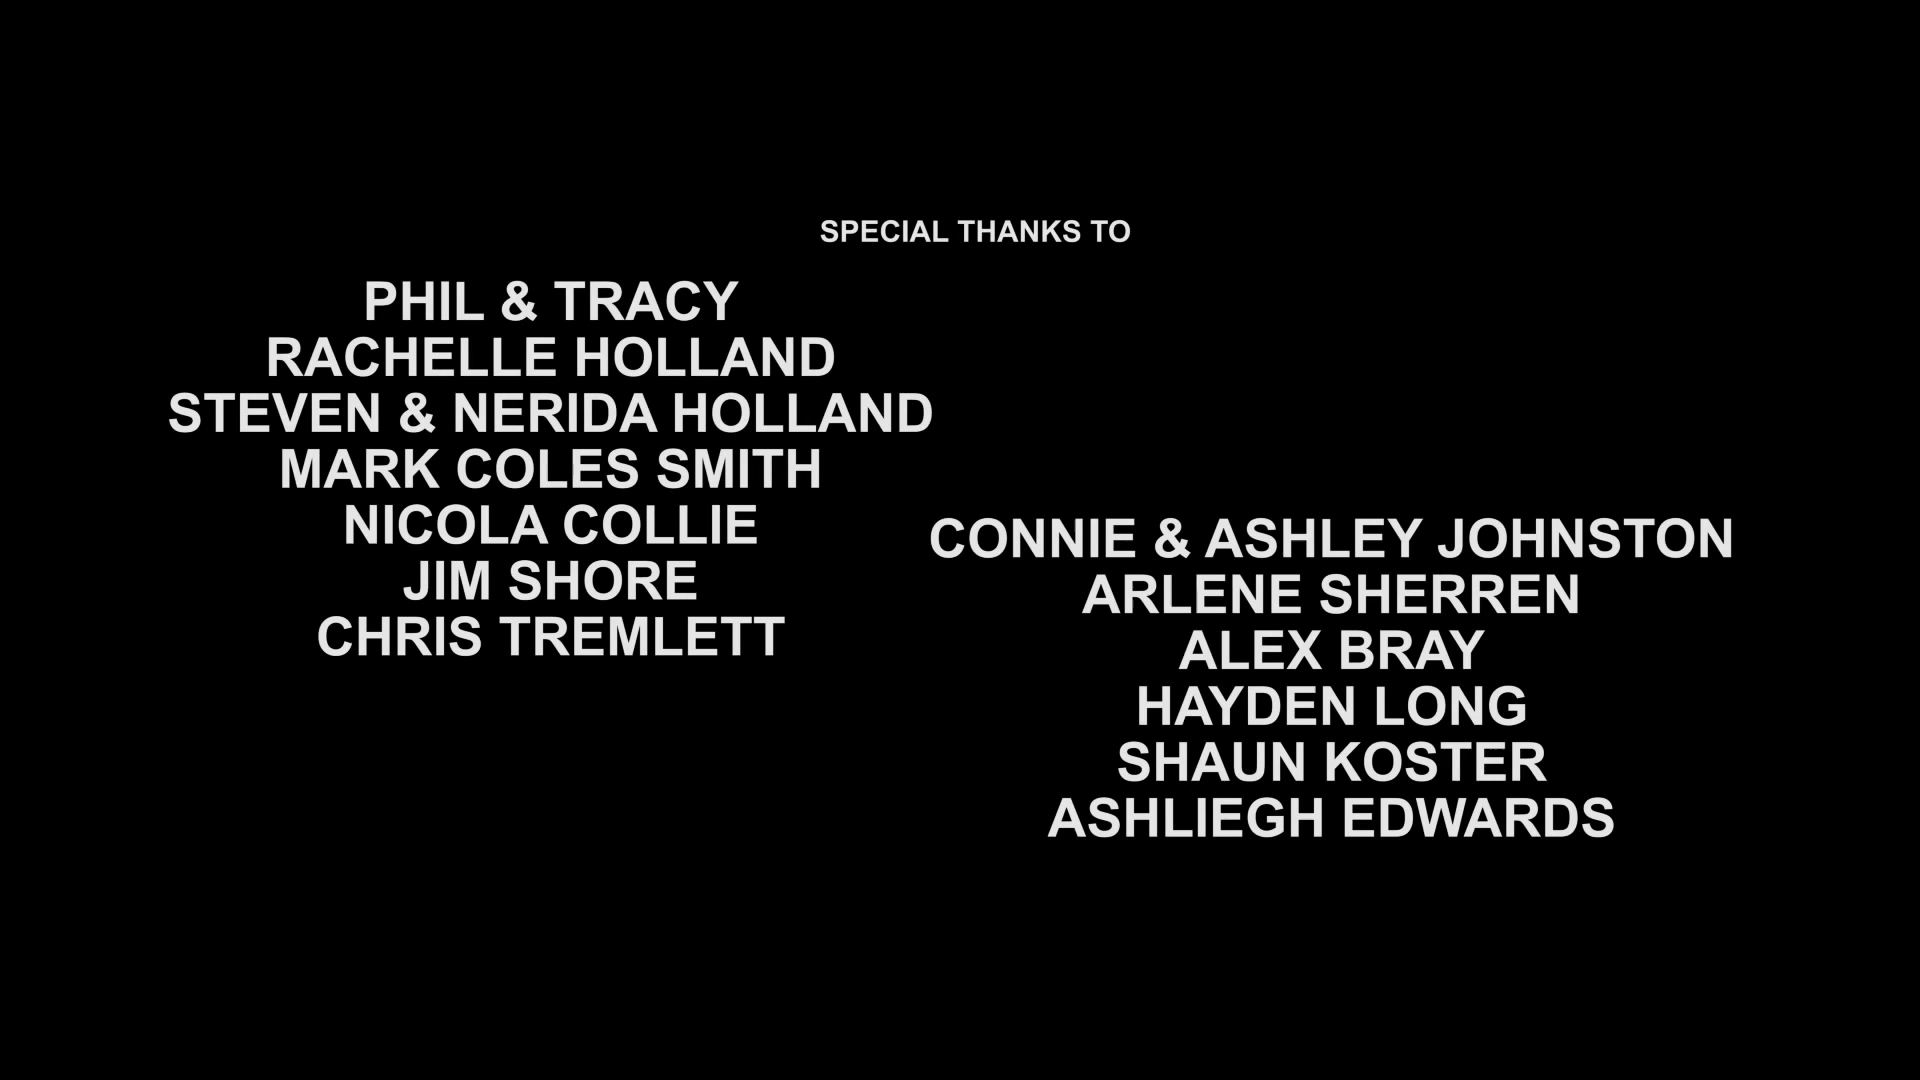 SPECIAL THANKS TO
PHIL & TRACY
RACHELLE HOLLAND
STEVEN & NERIDA HOLLAND
MARK COLES SMITH
NICOLA COLLIE
JIM SHORE
CHRIS TREMLETT
CONNIE & ASHLEY JOHNSTON
ARLENE SHERREN
ALEX BRAY
HAYDEN LONG
SHAUN KOSTER
ASHLIEGH EDWARDS